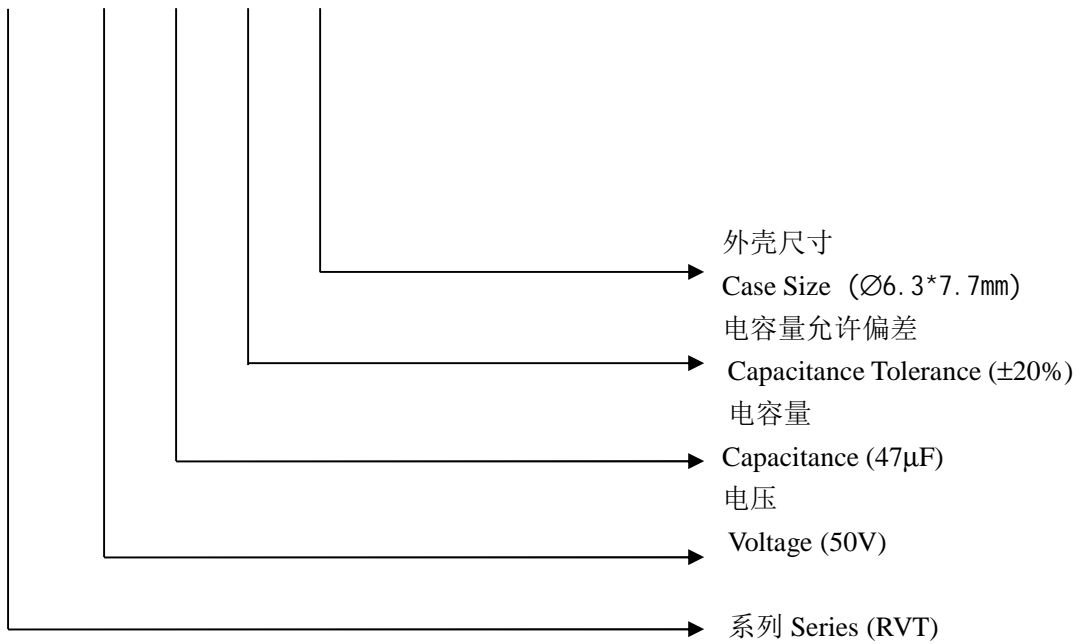 外壳尺寸
Case Size (∅6.3*7.7mm)
电容量允许偏差
Capacitance Tolerance (±20%)
电容量
Capacitance (47μF)
电压
Voltage (50V)
系列 Series (RVT)